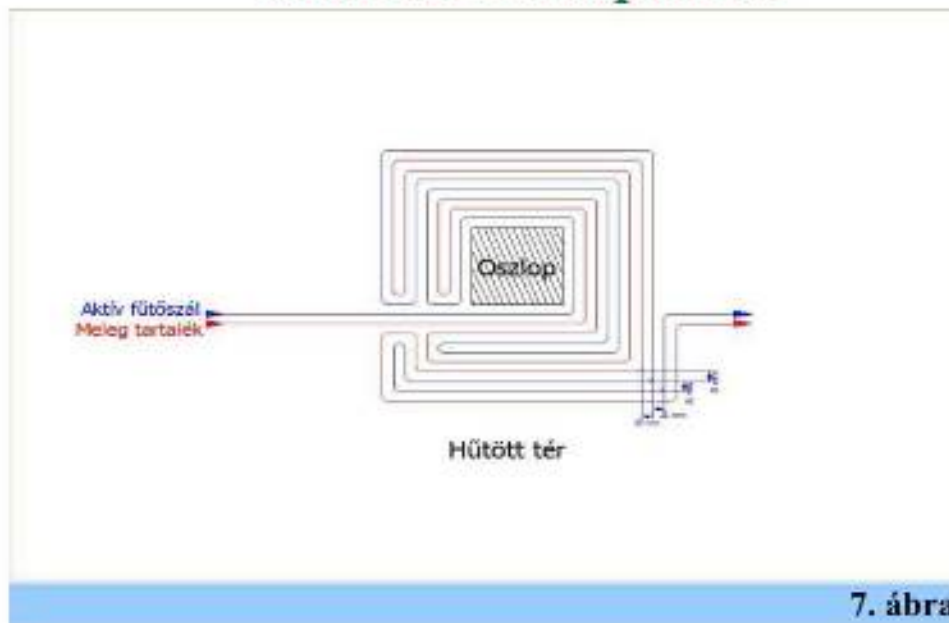 Oszlop
Aktív fűtőszál
Meleg tartalék
Hűtött tér
7. ábra